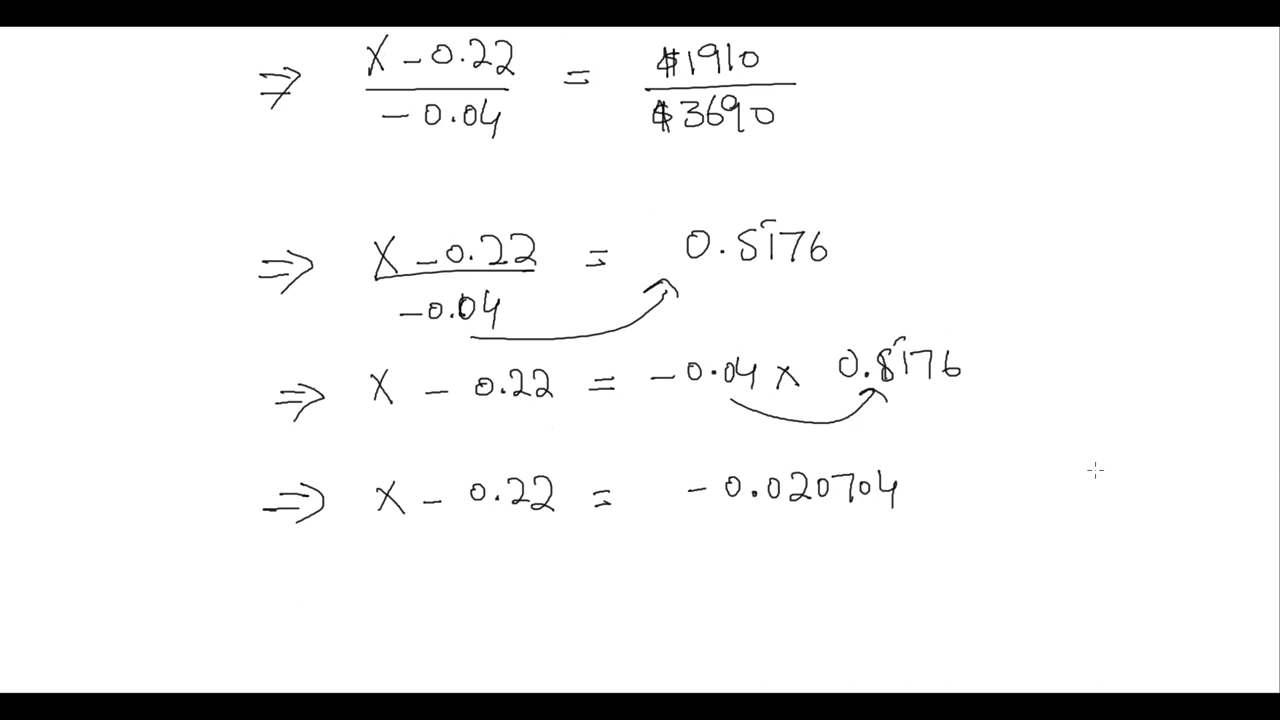 ⇒ x - 0.22 / -0.04 = $1910 / $3690
⇒ x - 0.22 / -0.04 = 0.5176
⇒ x - 0.22 = -0.04 x 0.5176
⇒ x - 0.22 = -0.020704